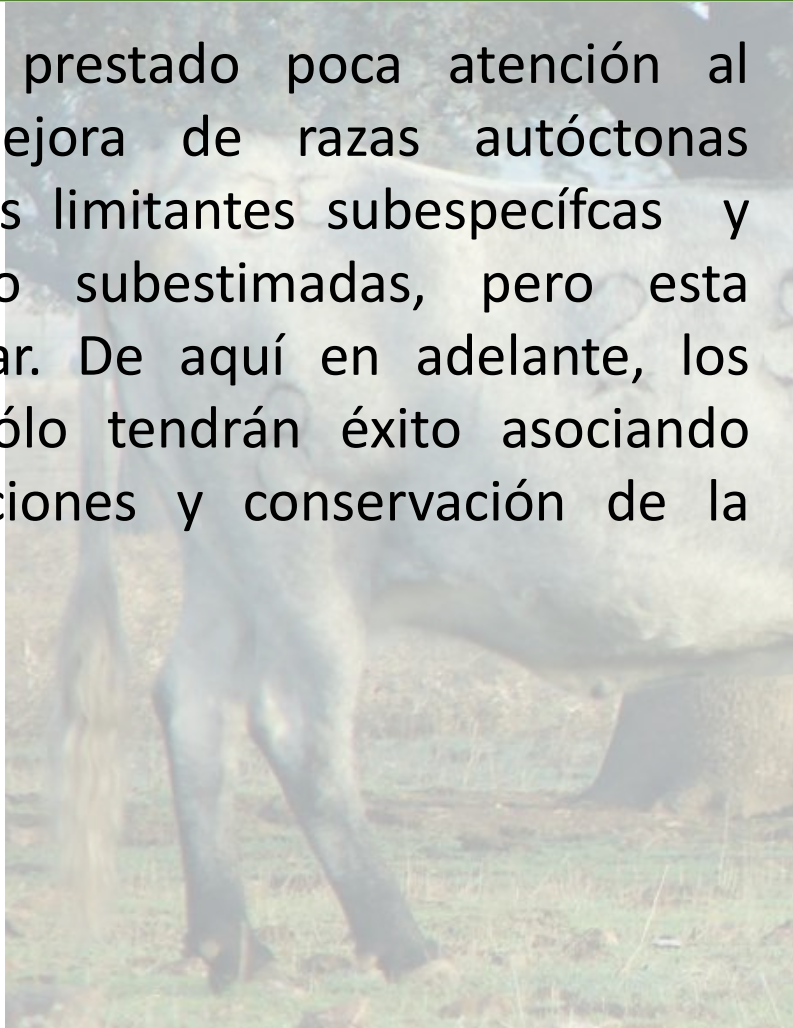 prestado poca atención al
ejora de razas autóctonas
s limitantes subespecífcas y
o subestimadas, pero esta
ar. De aquí en adelante, los
ólo tendrán éxito asociando
ciones y conservación de la